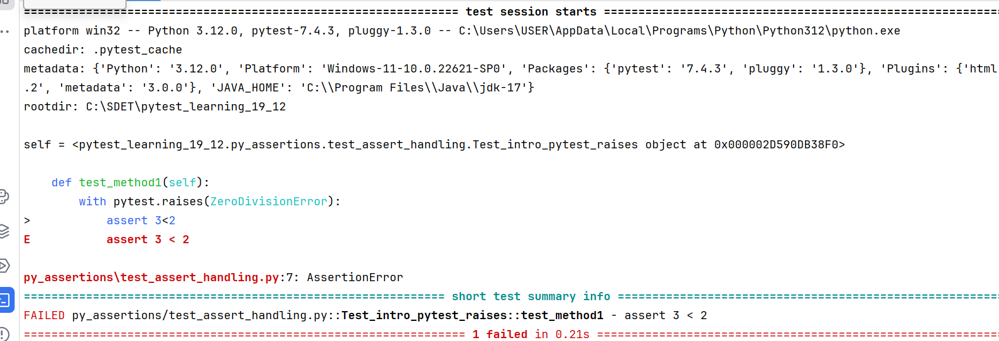 ============================================================== test session starts =========================================================
platform win32 -- Python 3.12.0, pytest-7.4.3, pluggy-1.3.0 -- C:\Users\USER\AppData\Local\Programs\Python\Python312\python.exe
cachedir: .pytest_cache
metadata: {'Python': '3.12.0', 'Platform': 'Windows-11-10.0.22621-SP0', 'Packages': {'pytest': '7.4.3', 'pluggy': '1.3.0'}, 'Plugins': {'html
.2', 'metadata': '3.0.0'}, 'JAVA_HOME': 'C:\\Program Files\\Java\\jdk-17'}
rootdir: C:\SDET\pytest_learning_19_12
self = <pytest_learning_19_12.py_assertions.test_assert_handling.Test_intro_pytest_raises object at 0x000002D590DB38F0>
    def test_method1(self):
        with pytest.raises(ZeroDivisionError):
>           assert 3<2
E           assert 3 < 2
py_assertions\test_assert_handling.py:7: AssertionError
============================================================= short test summary info =======================================================
FAILED py_assertions/test_assert_handling.py::Test_intro_pytest_raises::test_method1 - assert 3 < 2
================================================================ 1 failed in 0.21s ==========================================================